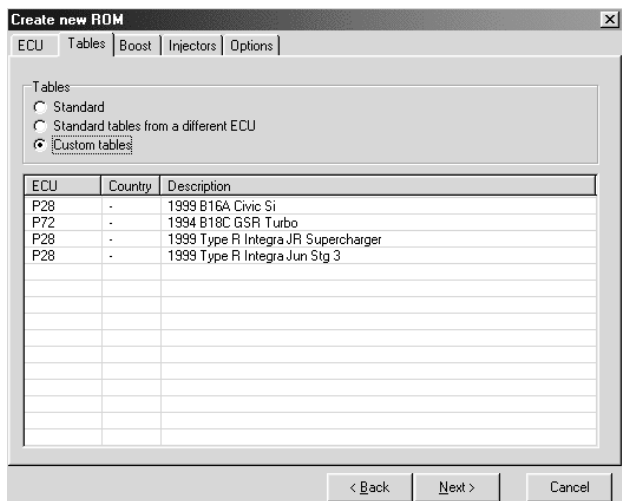 Create new ROM
ECU Tables Boost Injectors Options
Tables
Standard
Standard tables from a different ECU
Custom tables
ECU Country Description
P28 - 1999 B16A Civic Si
P72 - 1994 B18C GSR Turbo
P28 - 1999 Type R Integra JR Supercharger
P28 - 1999 Type R Integra Jun Stg 3
< Back Next > Cancel